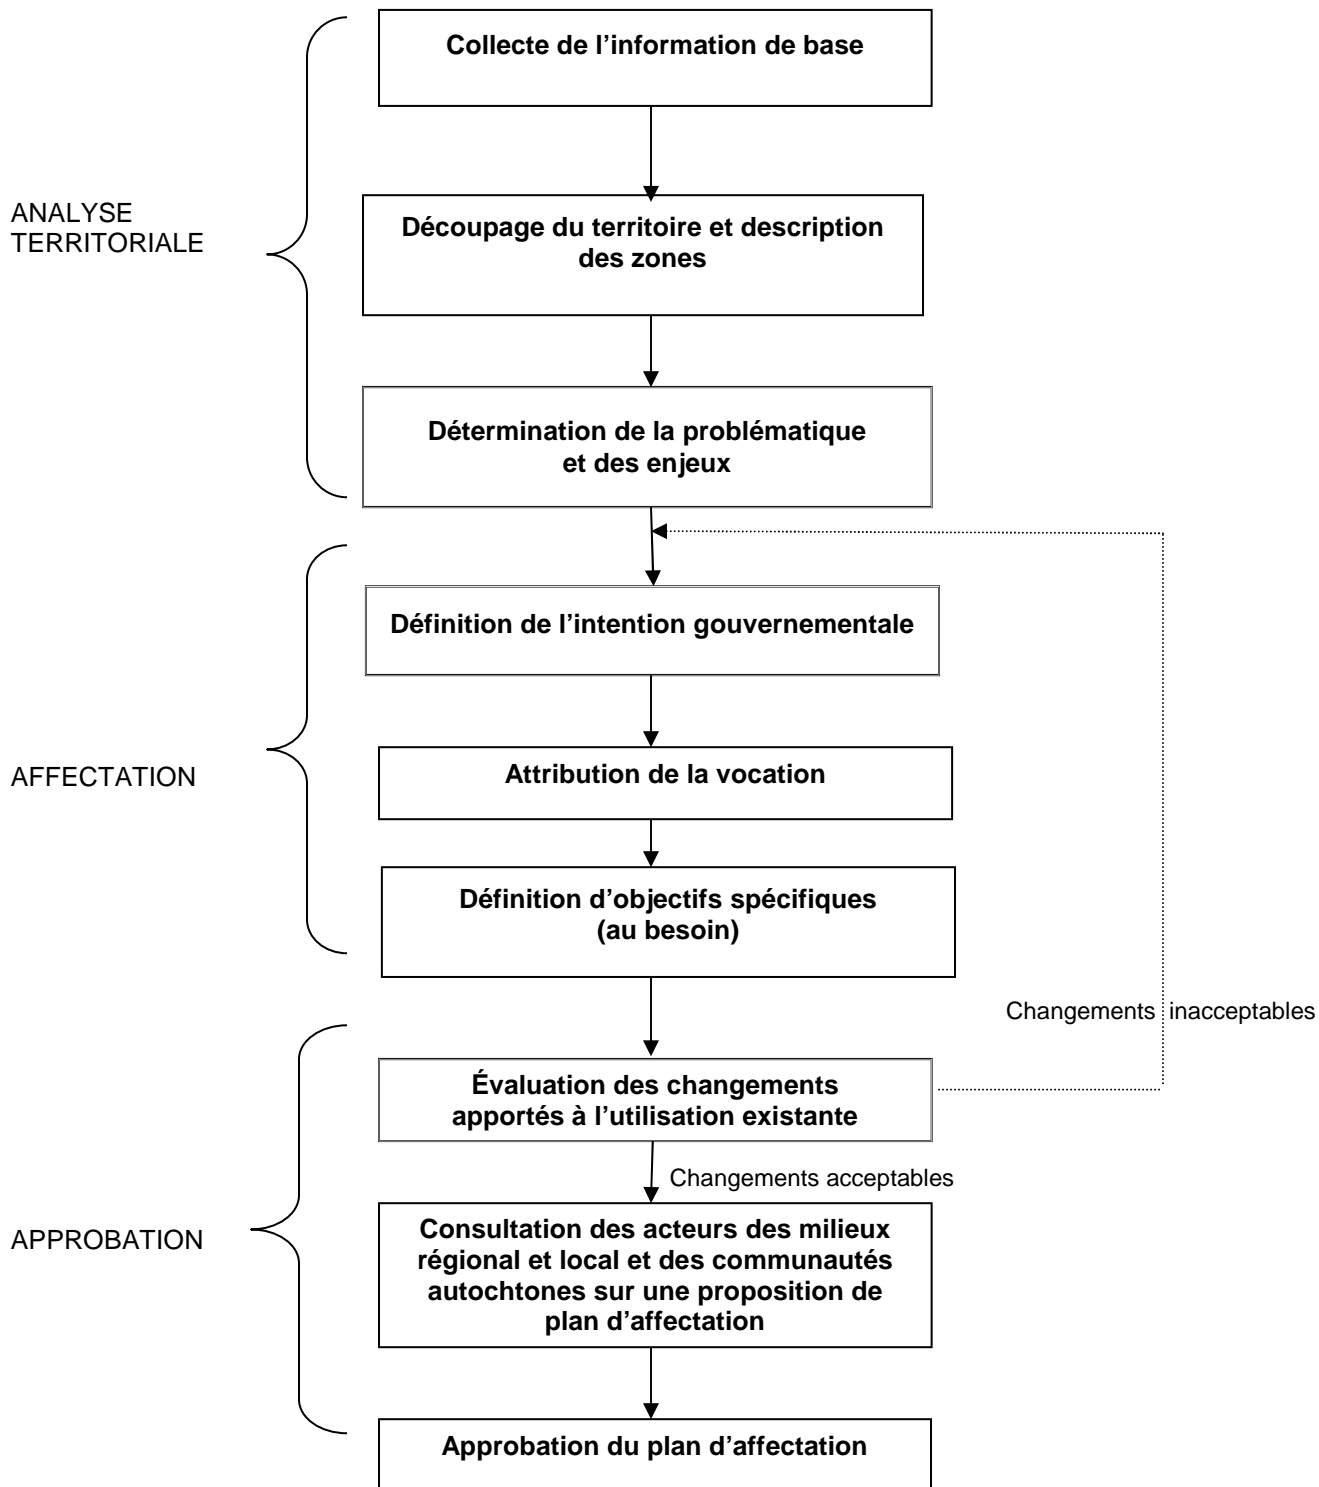 Collecte de l’information de base
ANALYSE
TERRITORIALE
Découpage du territoire et description
des zones
Détermination de la problématique
et des enjeux
Définition de l’intention gouvernementale
AFFECTATION
Attribution de la vocation
Définition d’objectifs spécifiques
(au besoin)
Changements inacceptables
Évaluation des changements
apportés à l’utilisation existante
Changements acceptables
APPROBATION
Consultation des acteurs des milieux
régional et local et des communautés
autochtones sur une proposition de
plan d’affectation
Approbation du plan d’affectation